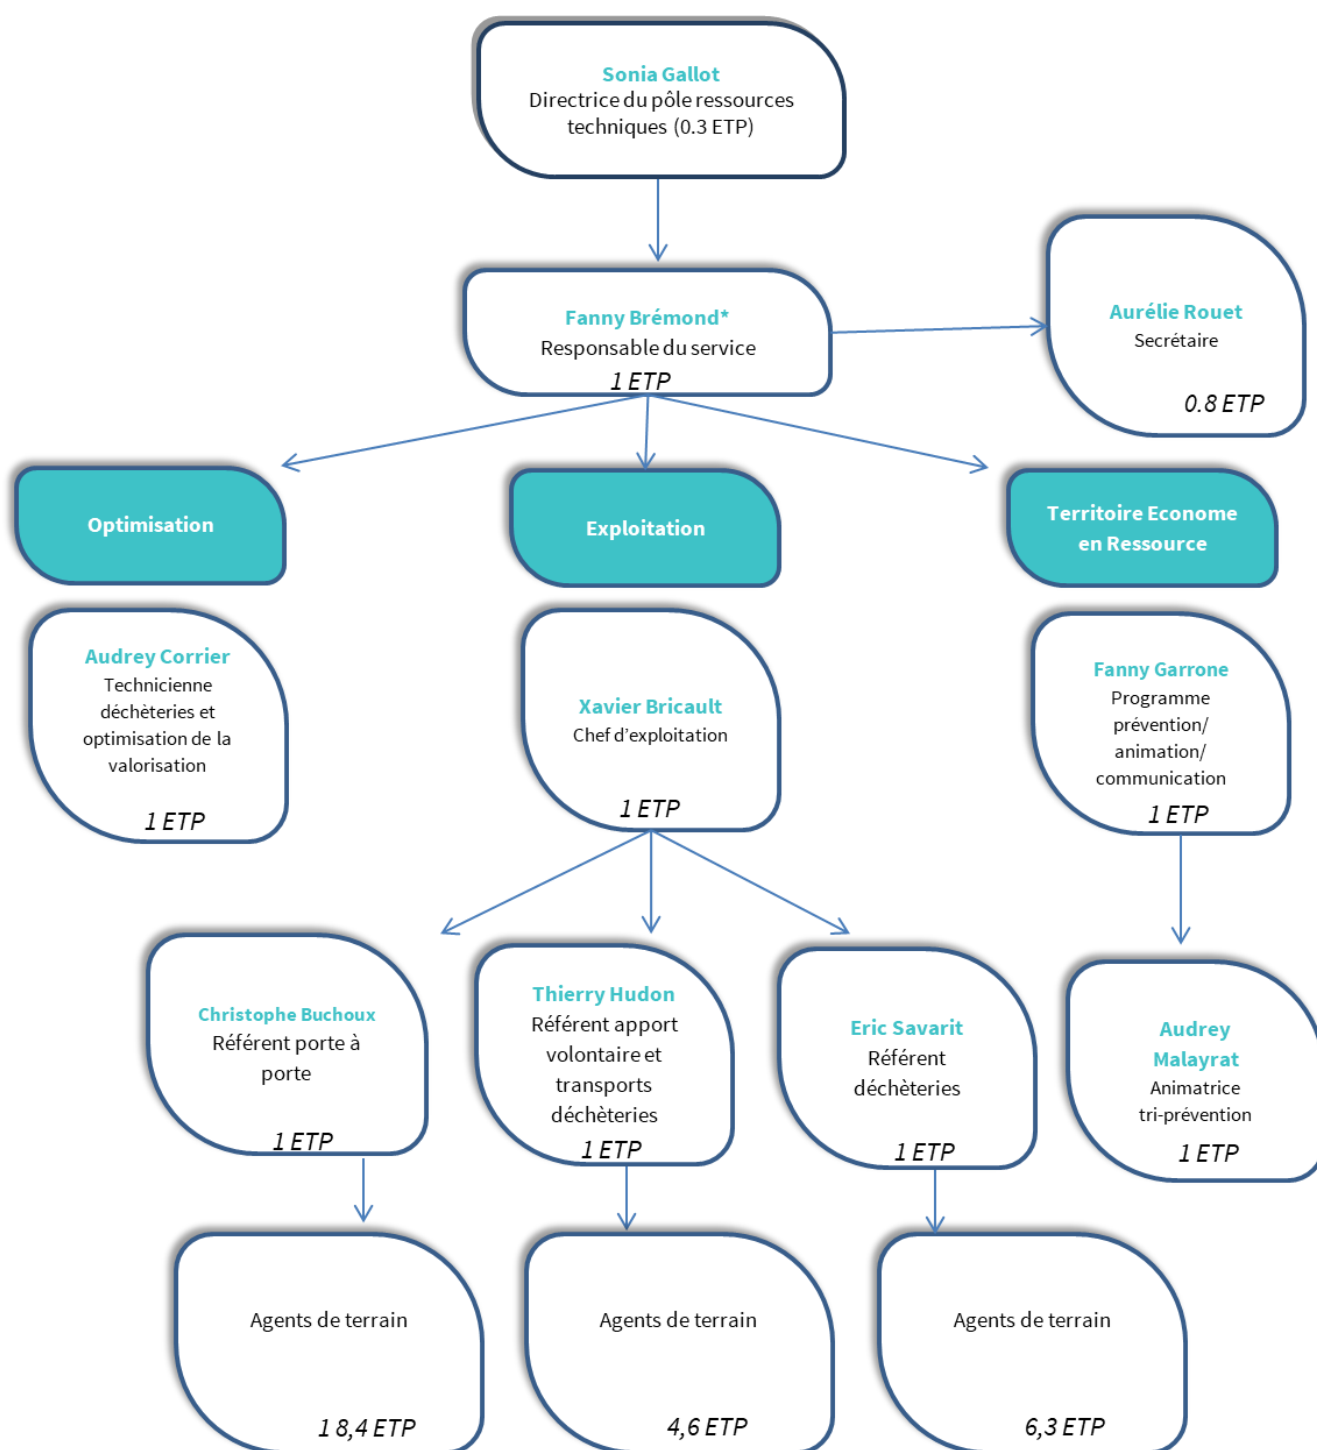 Sonia Gallot
Directrice du pôle ressources
techniques (0.3 ETP)
Fanny Brémond*
Responsable du service
1 ETP
Aurélie Rouet
Secrétaire
0.8 ETP
Optimisation
Exploitation
Territoire Econome
en Ressource
Audrey Corrier
Technicienne
déchèteries et
optimisation de la
valorisation
1 ETP
Xavier Bricault
Chef d'exploitation
1 ETP
Fanny Garrone
Programme
prévention/
animation/
communication
1 ETP
Christophe Buchoux
Référent porte à
porte
1 ETP
Thierry Hudon
Référent apport
volontaire et
transports
déchèteries
1 ETP
Eric Savarit
Référent
déchèteries
1 ETP
Audrey
Malayrat
Animatrice
tri-prévention
1 ETP
Agents de terrain
1 8,4 ETP
Agents de terrain
4,6 ETP
Agents de terrain
6,3 ETP